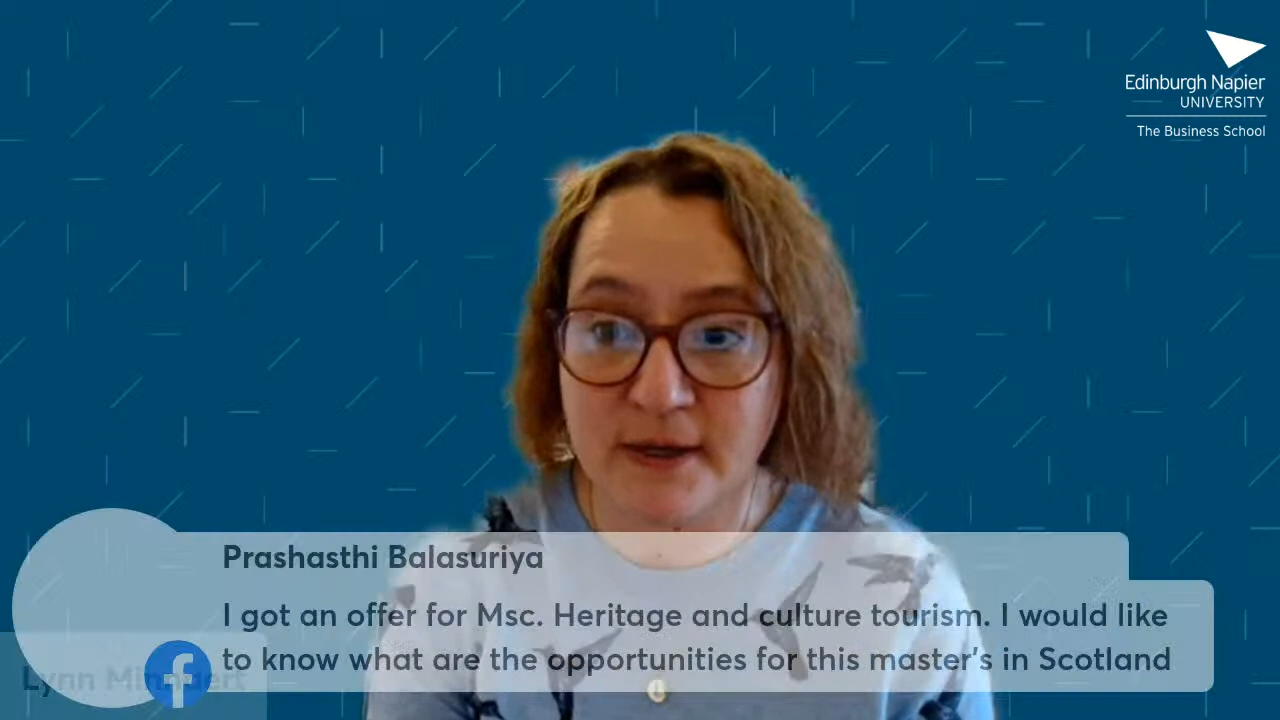 Edinburgh Napier
UNIVERSITY
The Business School
Prashasthi Balasuriya
I got an offer for Msc. Heritage and culture tourism. I would like
to know what are the opportunities for this master's in Scotland
Lynn